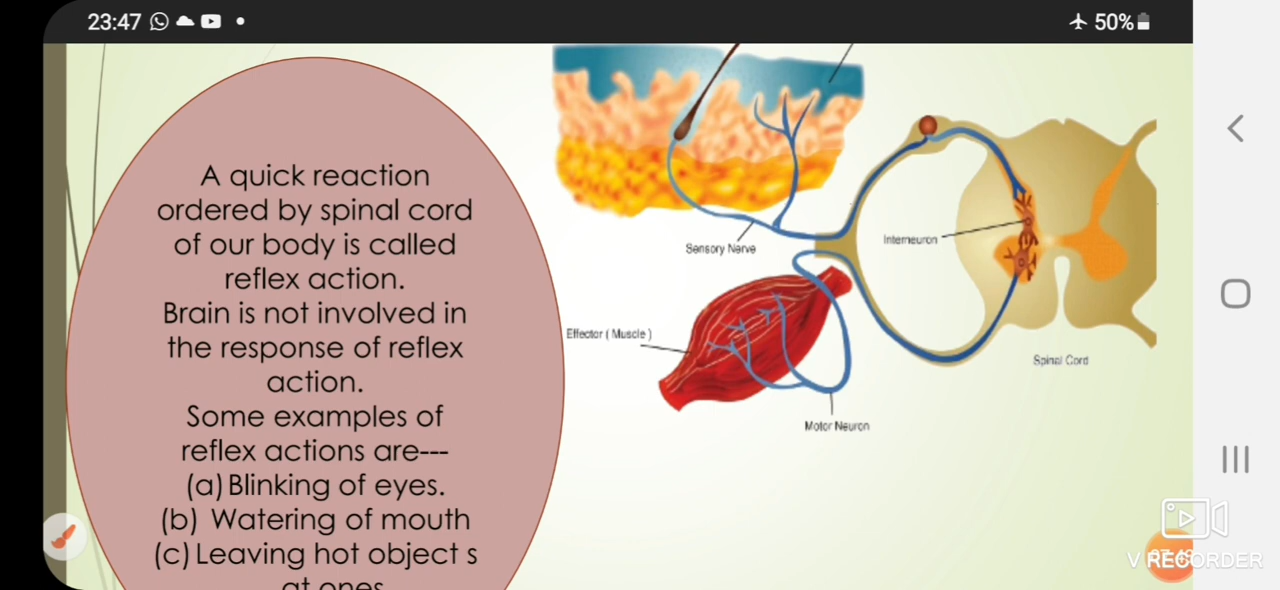 23:47
50%
A quick reaction
ordered by spinal cord
of our body is called
reflex action.
Brain is not involved in
the response of reflex
action.
Some examples of
reflex actions are---
(a) Blinking of eyes.
(b) Watering of mouth
(c) Leaving hot object s
at ones
Sensory Nerve
Interneuron
Effector ( Muscle )
Spinal Cord
Motor Neuron
V RECORDER